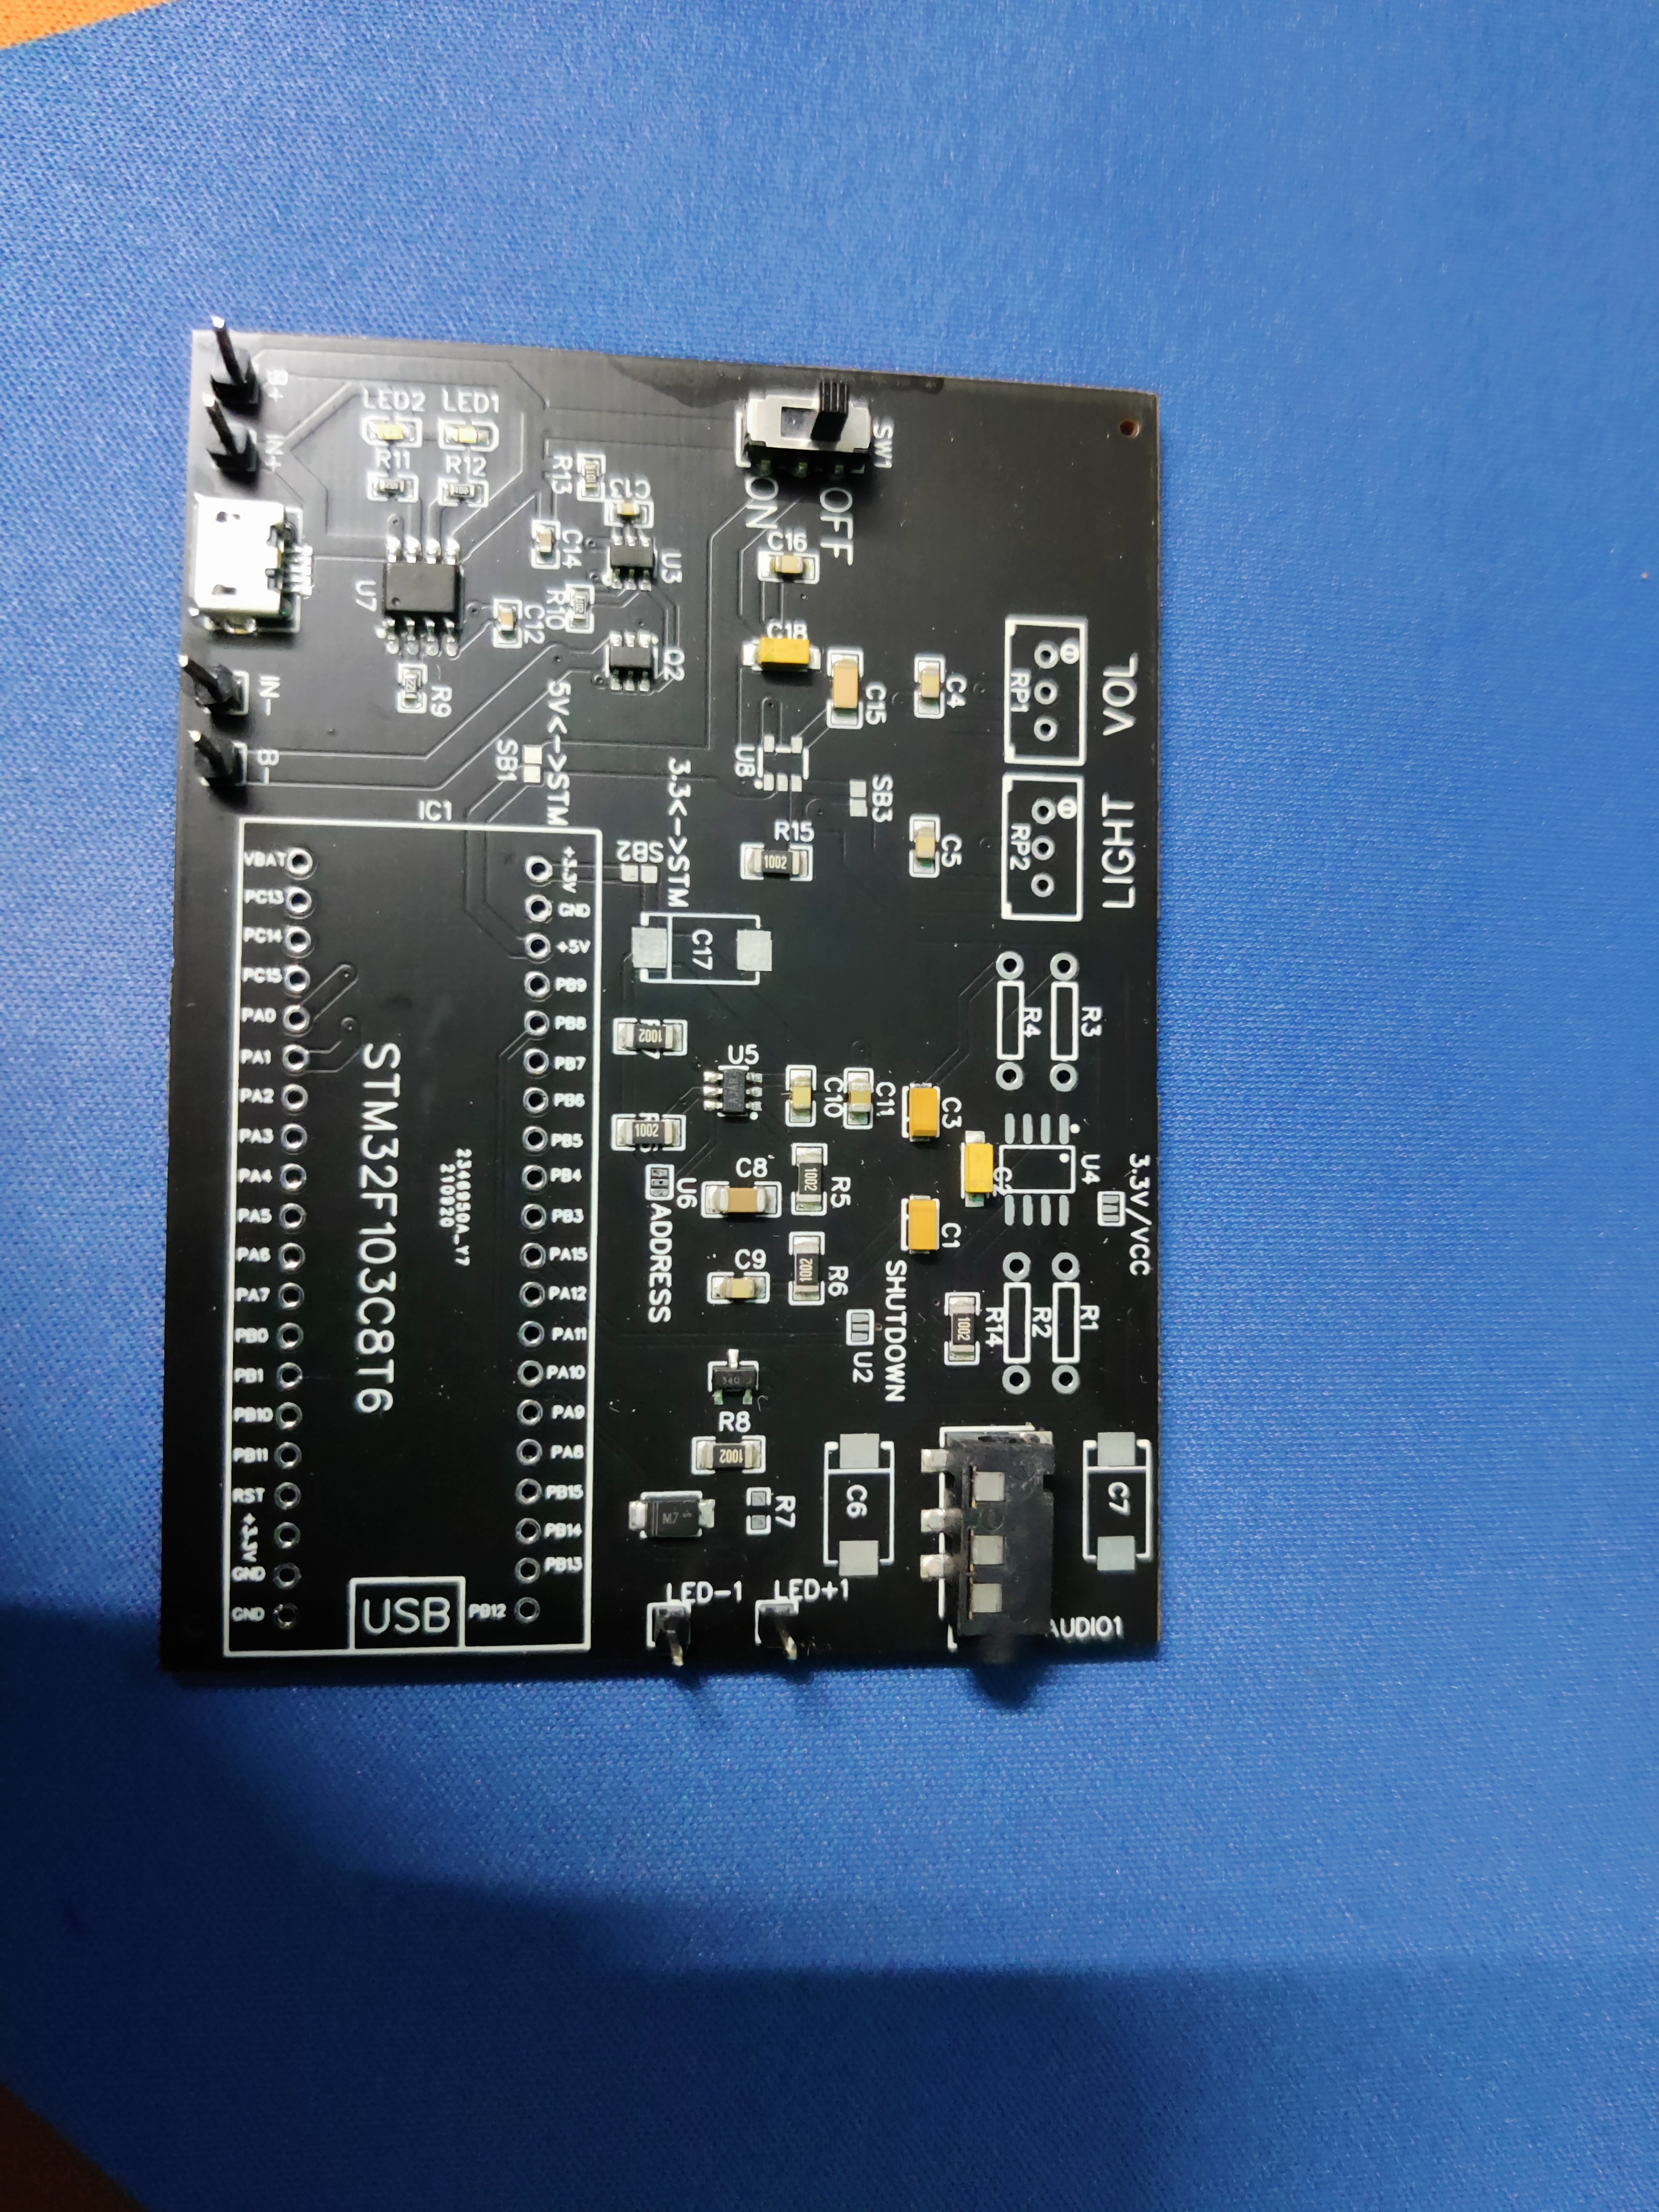 B+
IN+
LED2
LED1
R11
R12
R13
C13
C14
U3
U7
R10
C12
R9
Q2
IN-
B-
SW1
ON
OFF
C16
C18
C15
C4
U8
SB3
R15
1002
C5
VOL
RP1
LIGHT
RP2
5V<->STM
SB1
3.3<->STM
SB2
C17
R3
R4
1002
U5
1002
U6
ADDRESS
C10
C11
C3
C8
R5
1002
C9
R6
2001
C1
C2
U4
3.3V/VCC
SHUTDOWN
U2
1002
R14
R2
R1
R8
1002
M7
R7
C6
C7
LED-1
LED+1
AUDIO1
IC1
VBAT
PC13
PC14
PC15
PA0
PA1
PA2
PA3
PA4
PA5
PA6
PA7
PB0
PB1
PB10
PB11
RST
+3.3V
GND
GND
STM32F103C8T6
USB
+3.3V
GND
+5V
PB9
PB8
PB7
PB6
PB5
PB4
PB3
PA15
PA12
PA11
PA10
PA9
PA8
PB15
PB14
PB13
PB12